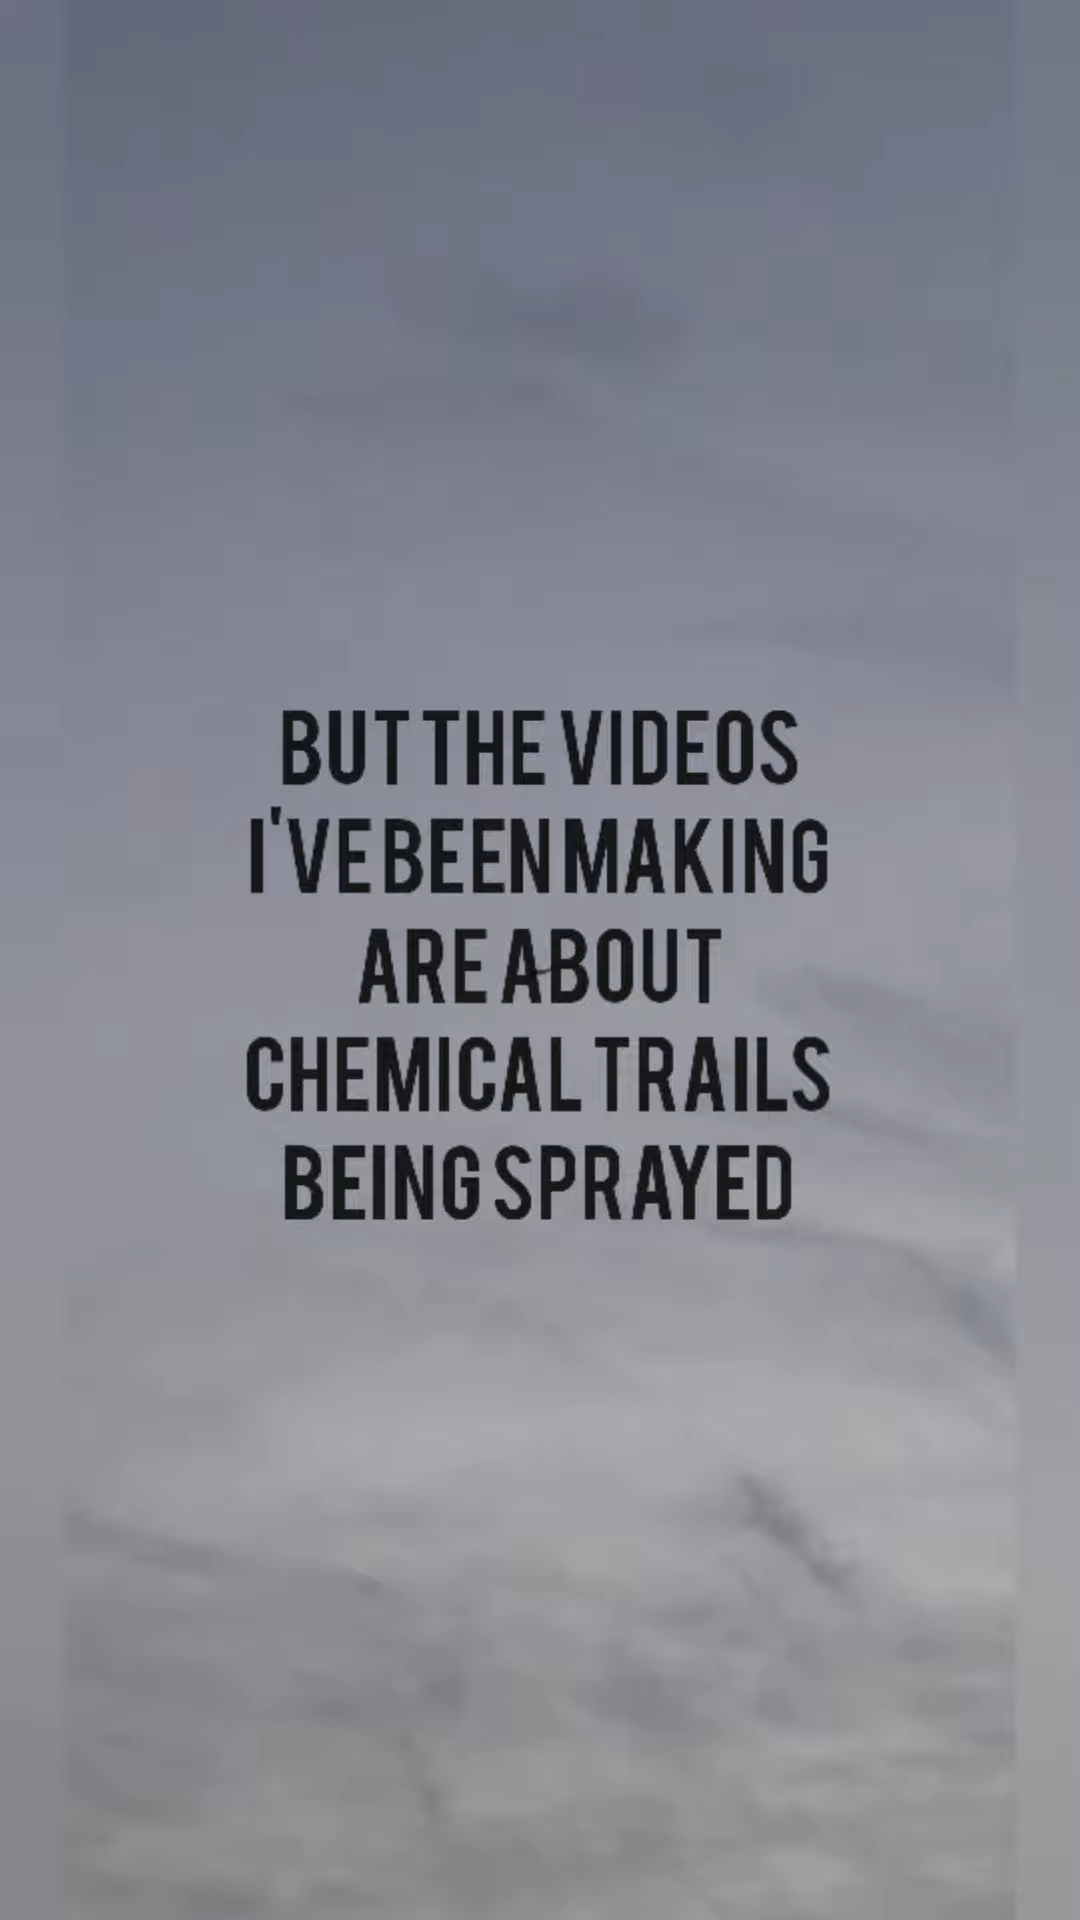 BUT THE VIDEOS
I'VE BEEN MAKING
ARE ABOUT
CHEMICAL TRAILS
BEING SPRAYED